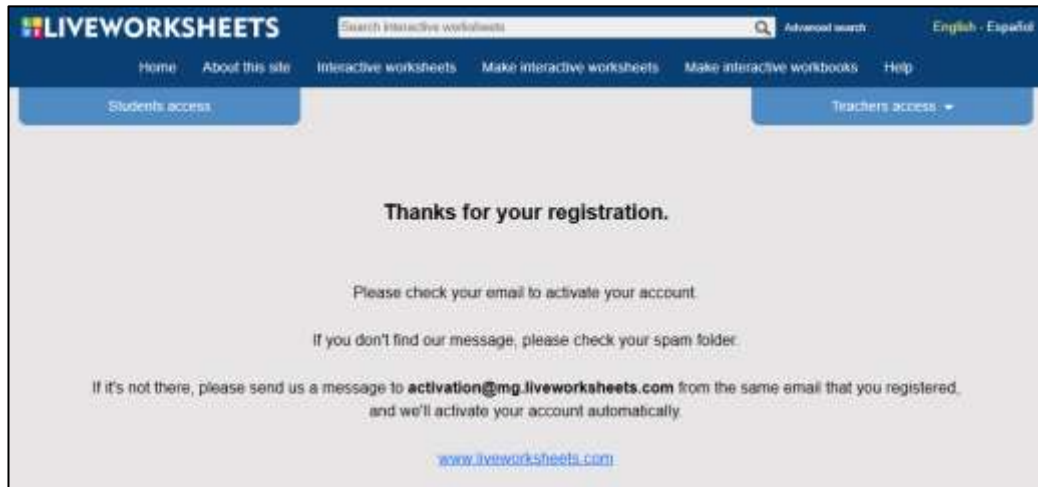 LIVEWORKSHEETS
Search interactive worksheets
Advanced search
English - Español
Home About this site Interactive worksheets Make interactive worksheets Make interactive workbooks Help
Students access
Teachers access
Thanks for your registration.
Please check your email to activate your account.
If you don't find our message, please check your spam folder.
If it's not there, please send us a message to activation@mg.liveworksheets.com from the same email that you registered,
and we'll activate your account automatically.
www.liveworksheets.com